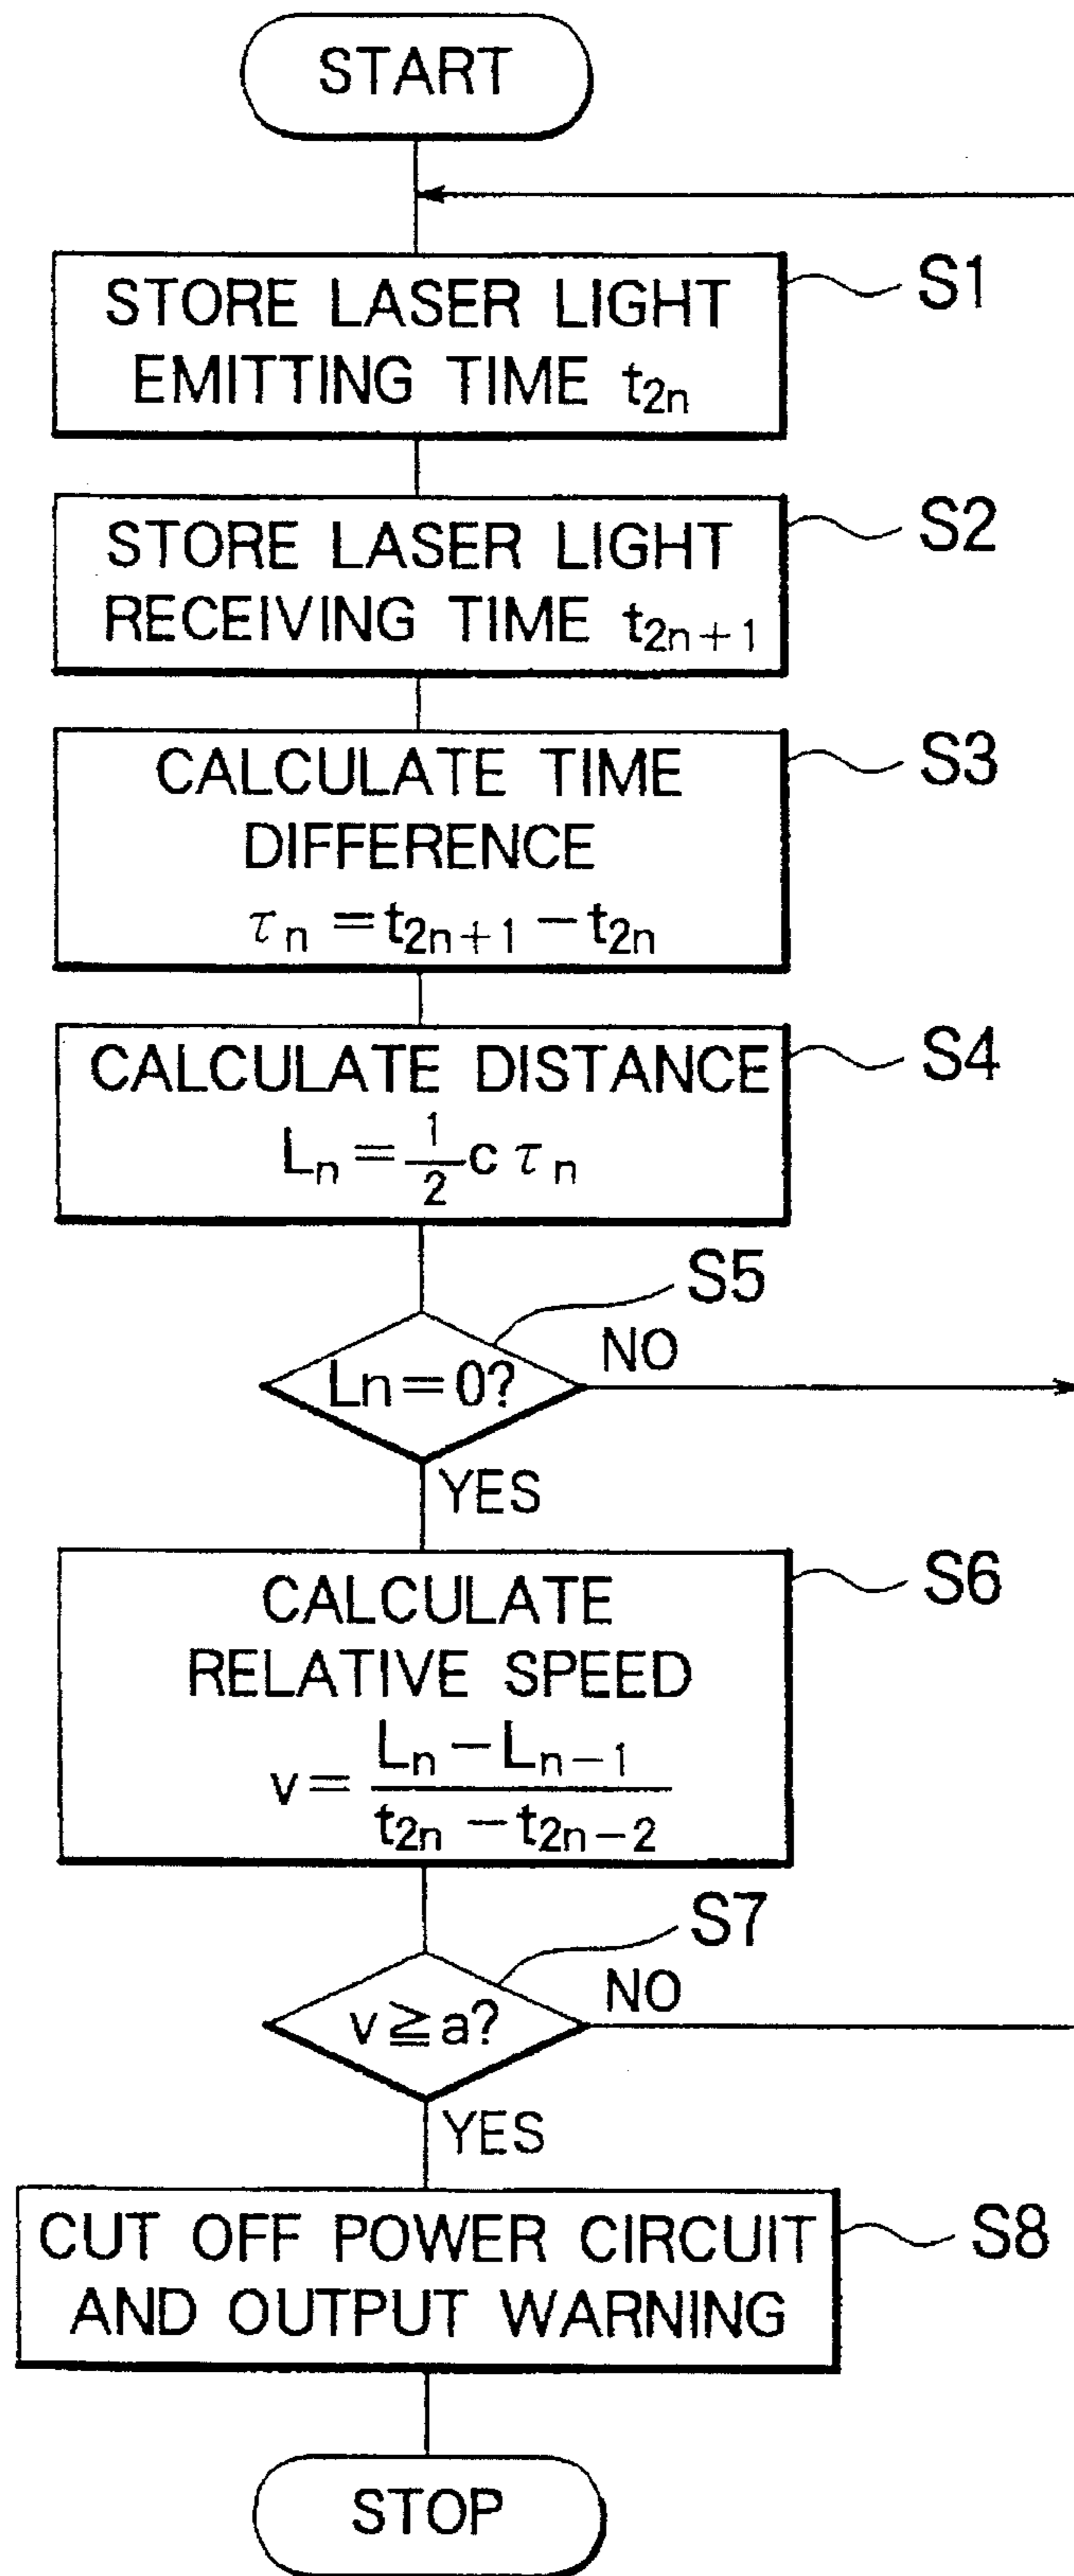 START
STORE LASER LIGHT S1
EMITTING TIME t₂ₙ
STORE LASER LIGHT S2
RECEIVING TIME t₂ₙ₊₁
CALCULATE TIME S3
DIFFERENCE
τₙ = t₂ₙ₊₁ − t₂ₙ
CALCULATE DISTANCE S4
Lₙ = 1/2 c τₙ
S5
Ln = 0? NO
YES
CALCULATE S6
RELATIVE SPEED
v = (Lₙ − Lₙ₋₁) / (t₂ₙ − t₂ₙ₋₂)
S7
v ≧ a? NO
YES
CUT OFF POWER CIRCUIT S8
AND OUTPUT WARNING
STOP